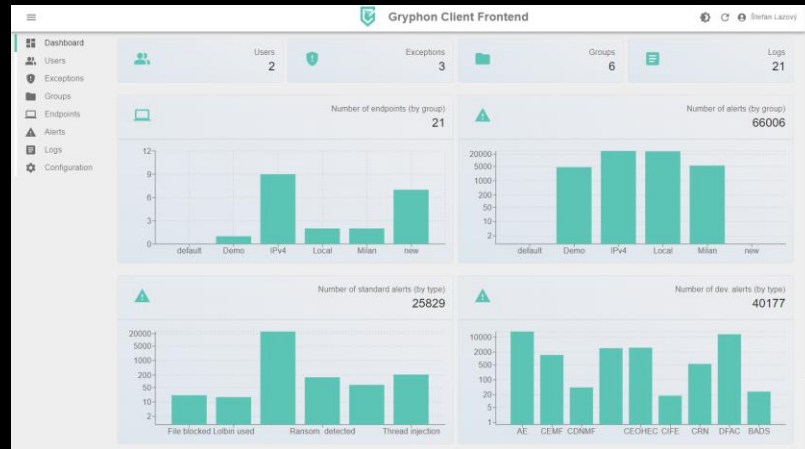 Gryphon Client Frontend
Štefan Lazový
Dashboard
Users
Exceptions
Groups
Endpoints
Alerts
Logs
Configuration
Users
2
Exceptions
3
Groups
6
Logs
21
Number of endpoints (by group)
21
12
9
6
3
0
default Demo IPv4 Local Milan new
Number of alerts (by group)
66006
20000
5000
1000
200
50
10
2
default Demo IPv4 Local Milan new
Number of standard alerts (by type)
25829
20000
5000
1000
200
50
10
2
File blocked Lolbin used Ransom. detected Thread injection
Number of dev. alerts (by type)
40177
10000
2000
500
100
20
5
1
AE CEMF CDNMF CEOHEC CIFE CRN DFAC BADS